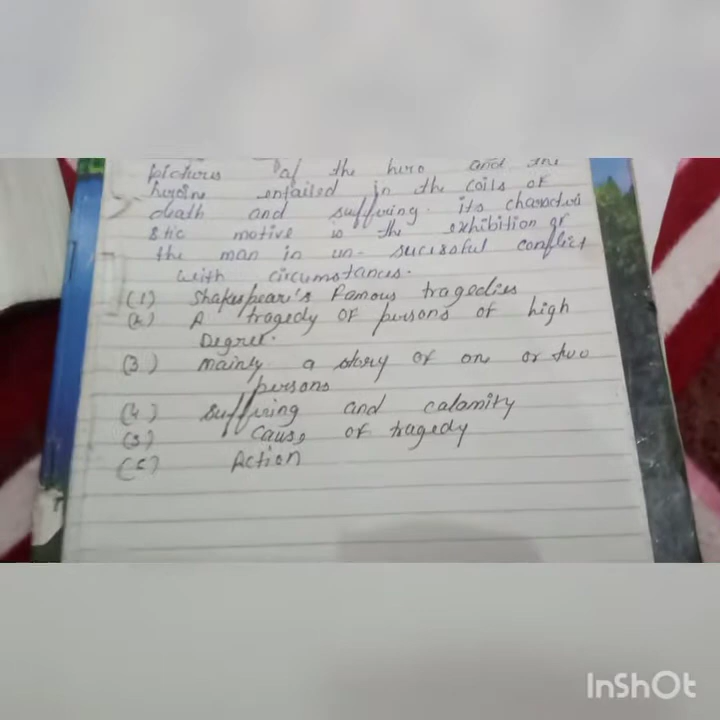 pictures of the hero and the
heroine entailed in the coils of
death and suffering. its characteri
stic motive is the exhibition of
the man in un- sucessful conflict
with circumstances.
(1) Shakespeare's Famous tragedies
(2) A tragedy of persons of high
Degree.
(3) mainly a story of one or two
persons
(4) suffering and calamity
(5) Cause of tragedy
Action
InShOt